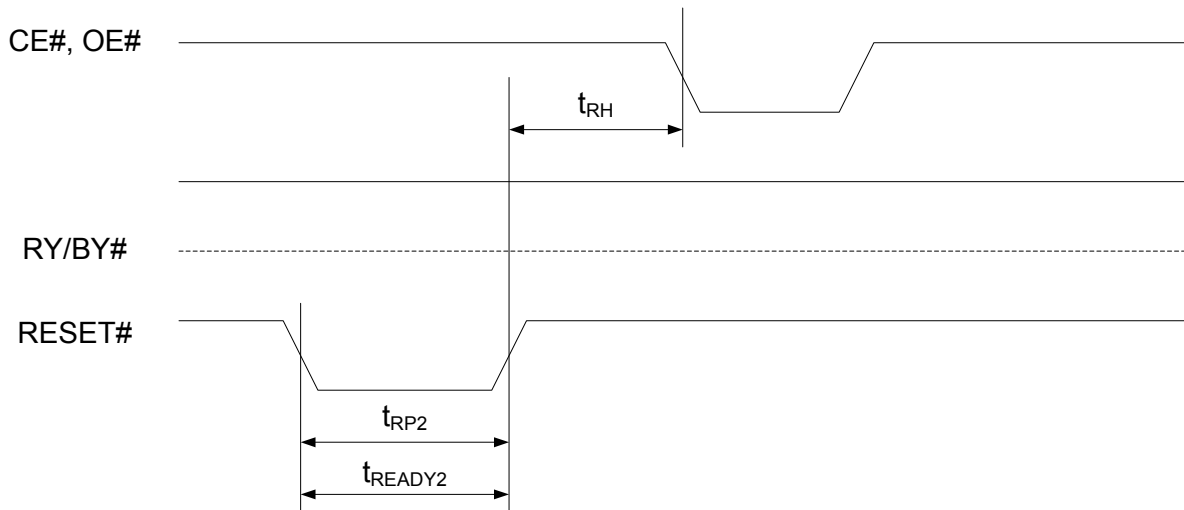 CE#, OE#
tRH
RY/BY#
RESET#
tRP2
tREADY2